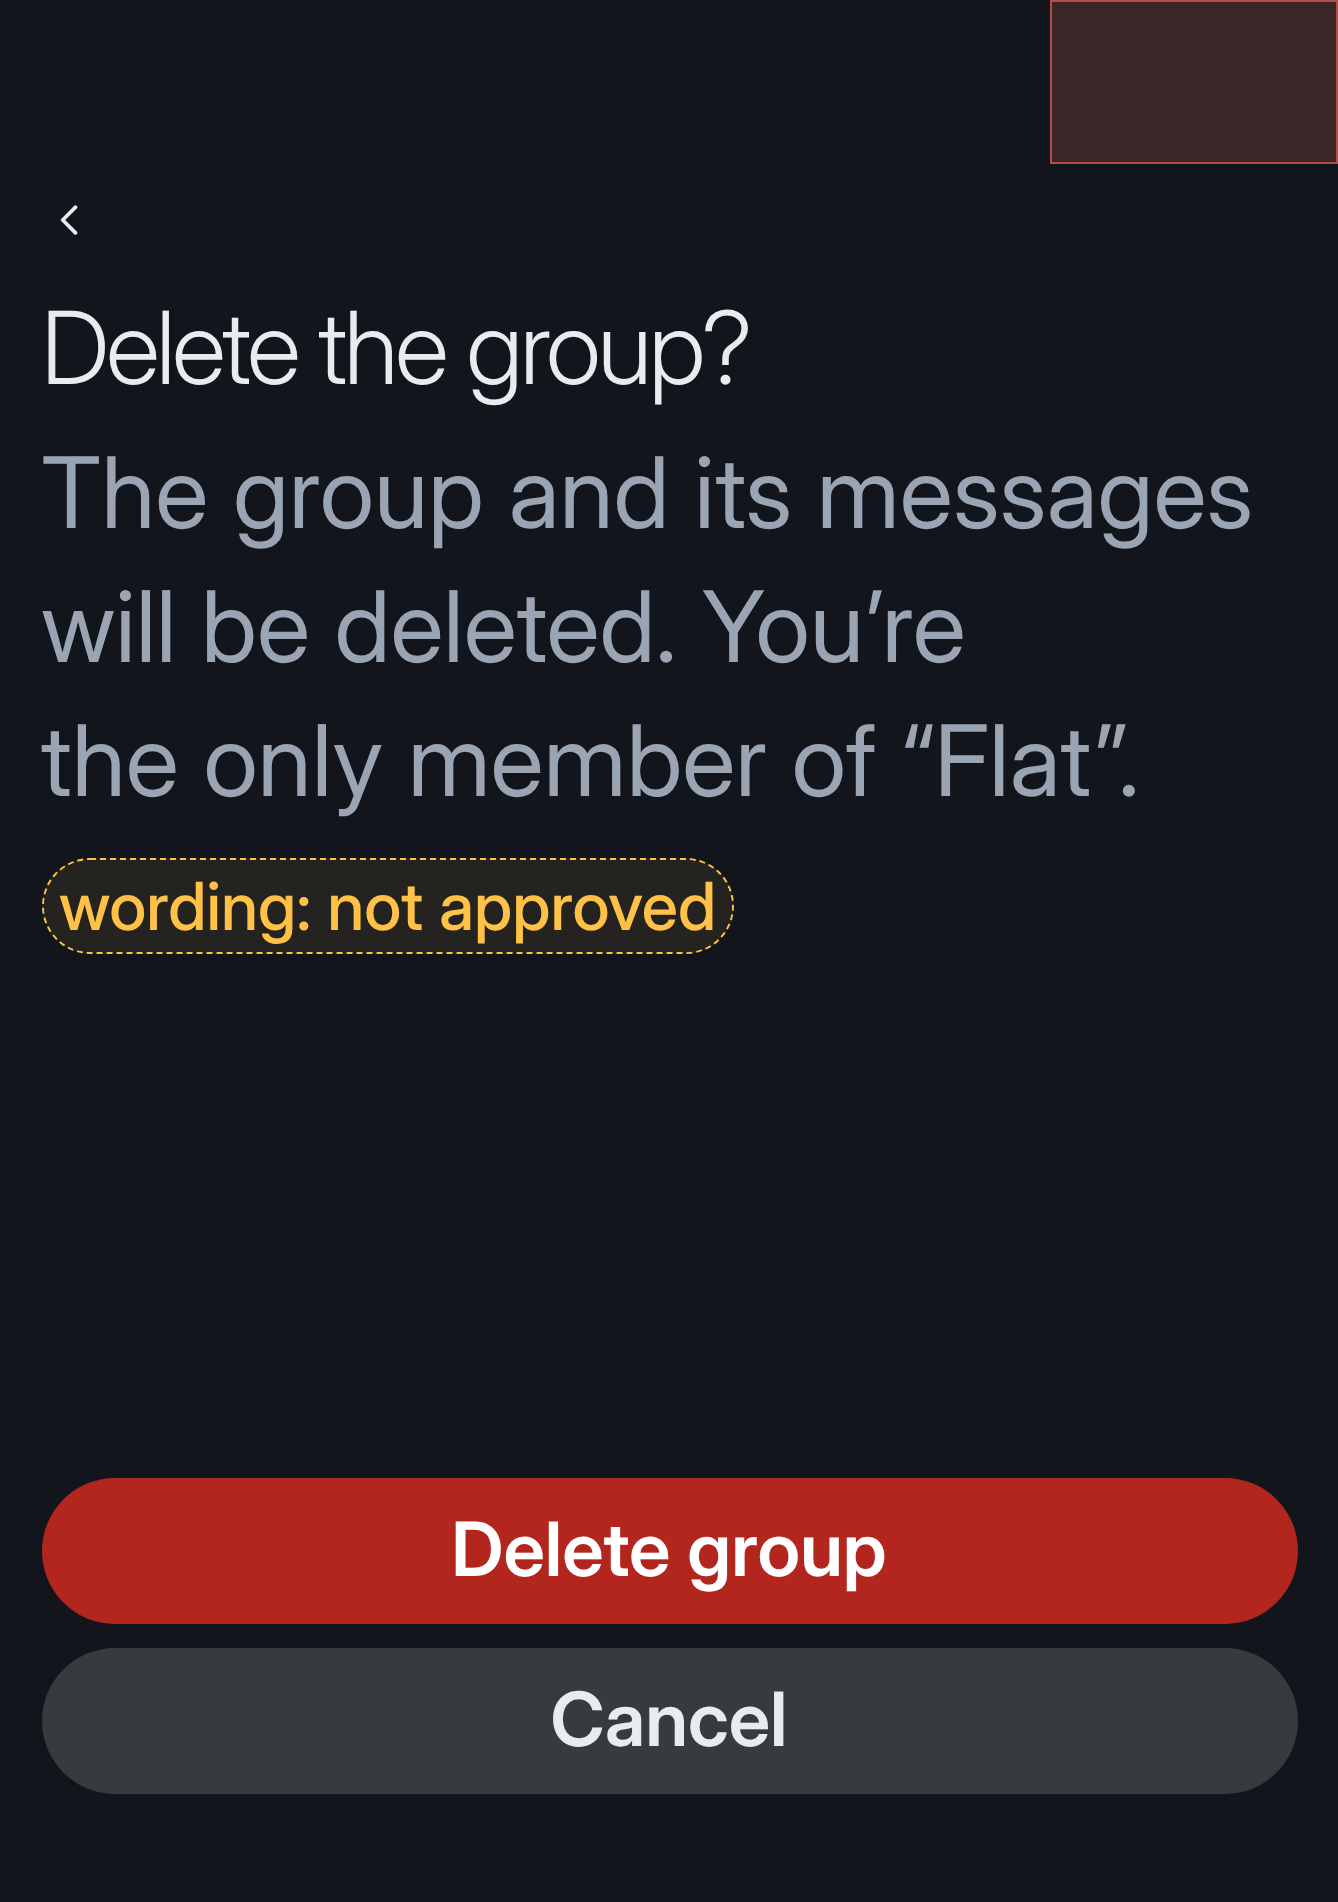 Delete the group?
The group and its messages
will be deleted. You’re
the only member of “Flat”.
wording: not approved
Delete group
Cancel